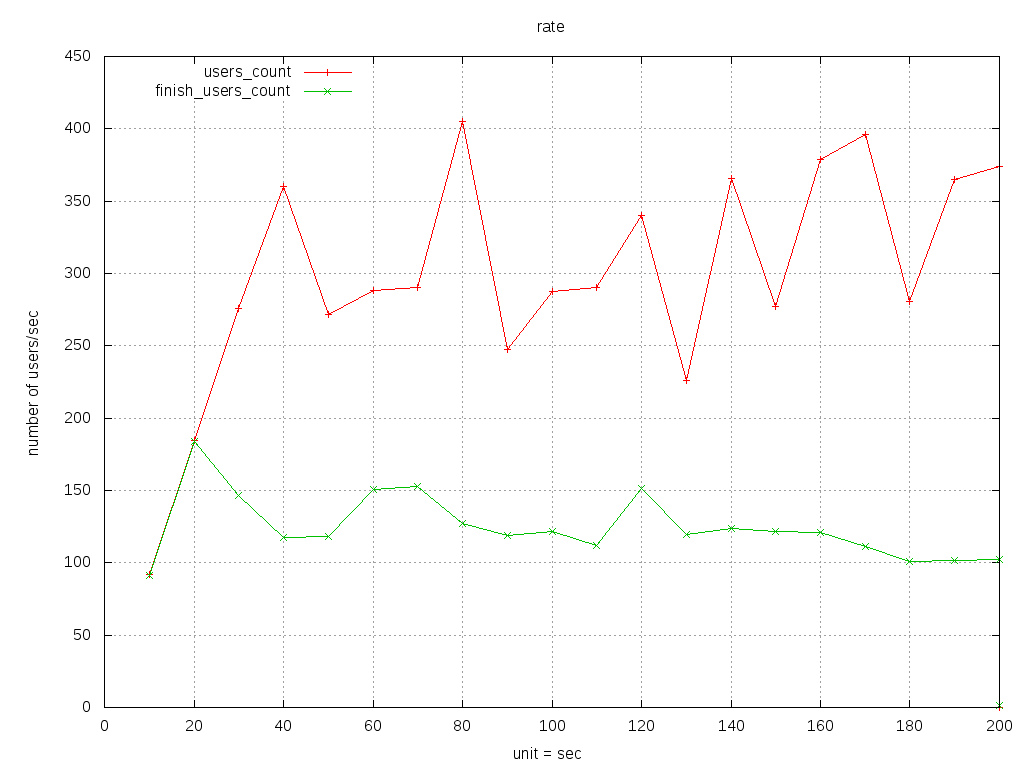 rate
450
400
350
300
250
200
150
100
50
0
users_count
finish_users_count
number of users/sec
0 20 40 60 80 100 120 140 160 180 200
unit = sec